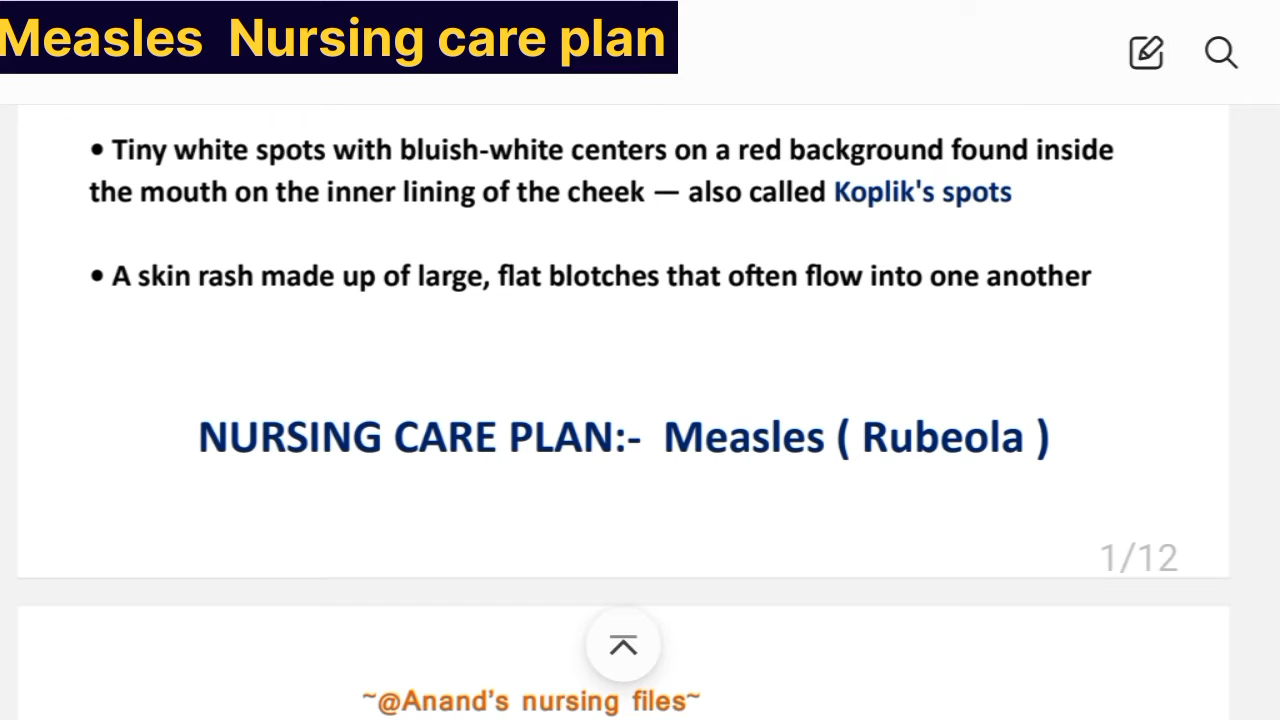 Measles Nursing care plan
• Tiny white spots with bluish-white centers on a red background found inside
the mouth on the inner lining of the cheek — also called Koplik's spots
• A skin rash made up of large, flat blotches that often flow into one another
NURSING CARE PLAN:- Measles ( Rubeola )
1/12
~@Anand's nursing files~